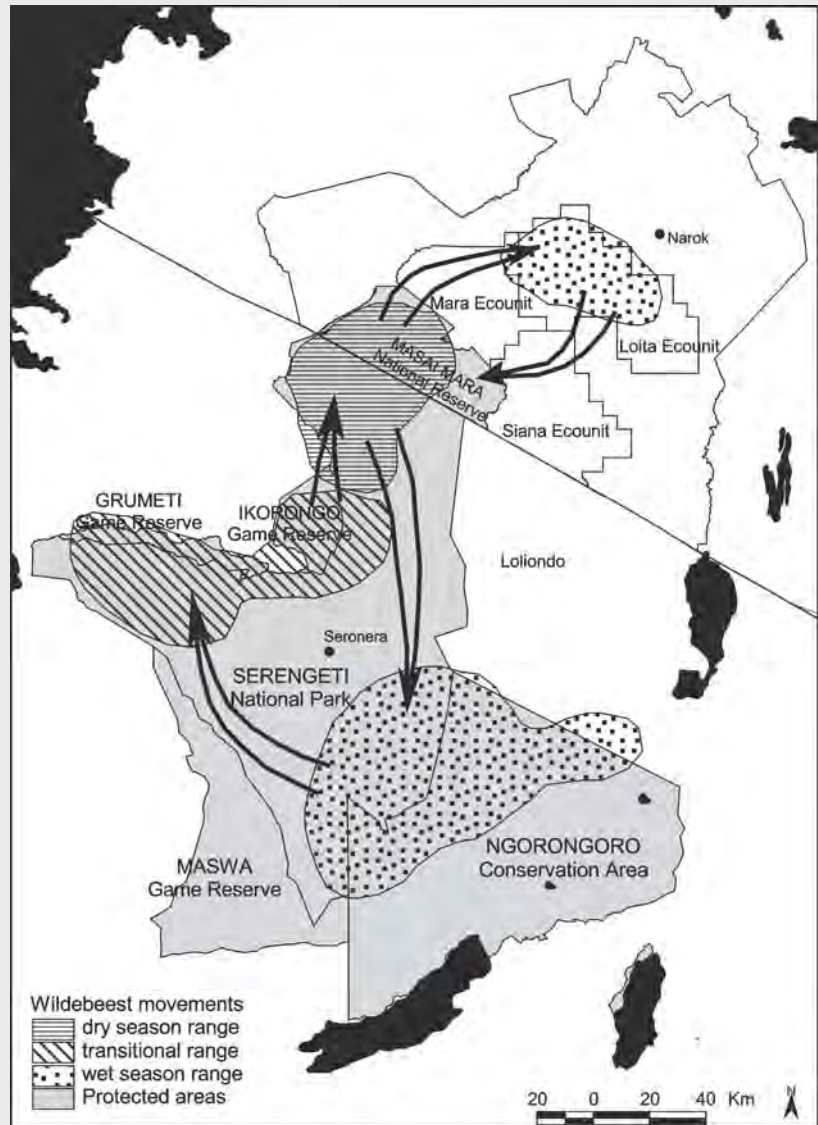 Narok
Mara Ecounit
MASAI MARA
National Reserve
Loita Ecounit
Siana Ecounit
GRUMETI
Game Reserve
IKORONGO
Game Reserve
Loliondo
Seronera
SERENGETI
National Park
NGORONGORO
Conservation Area
MASWA
Game Reserve
Wildebeest movements
dry season range
transitional range
wet season range
Protected areas
20 0 20 40 Km
N